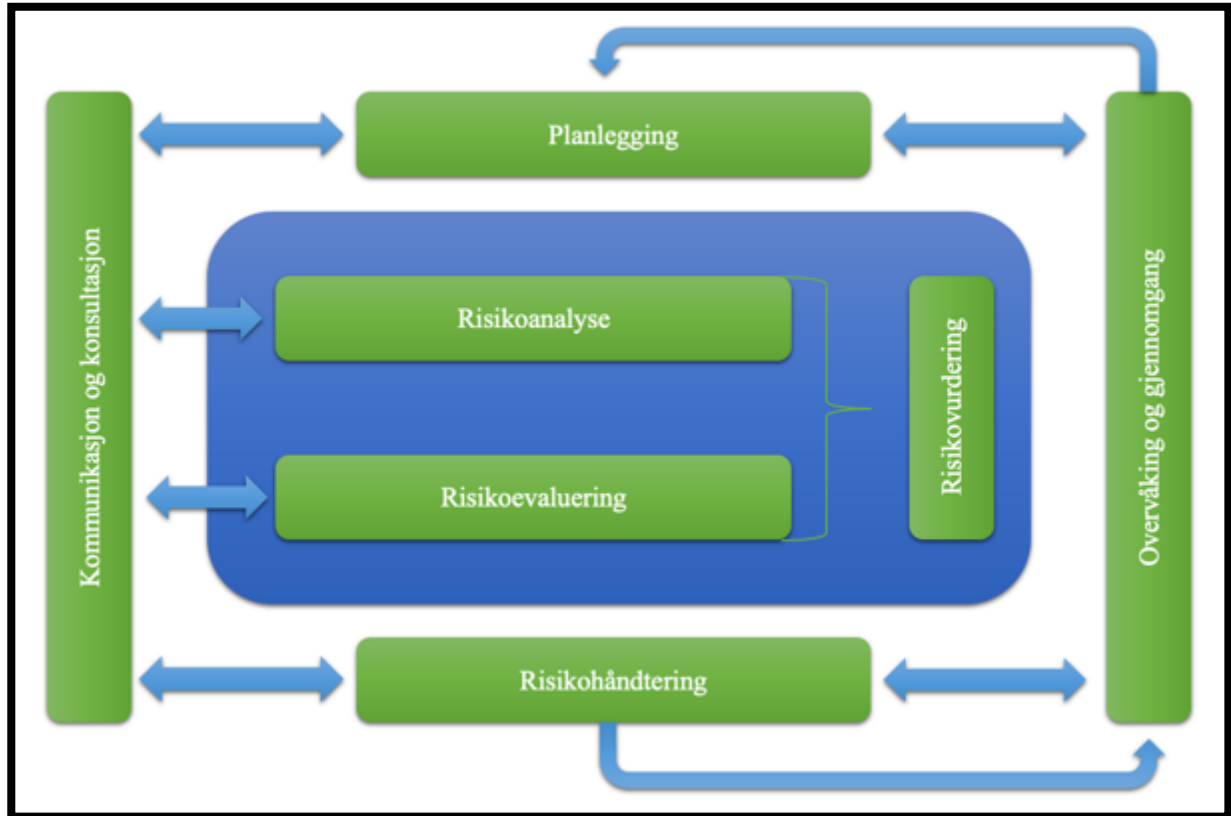 Planlegging
Kommunikasjon og konsultasjon
Risikoanalyse
Risikoevaluering
Risikovurdering
Overvåking og gjennomgang
Risikohåndtering